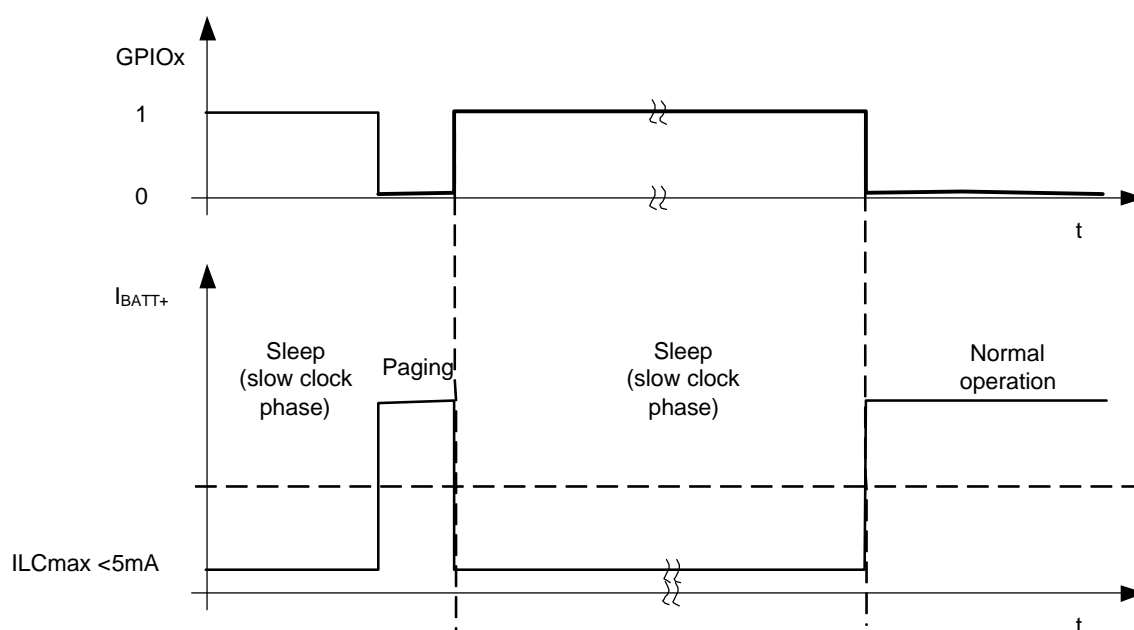 GPIOx
1
0
t
IBATT+
Sleep
(slow clock
phase)
Paging
Sleep
(slow clock
phase)
Normal
operation
ILCmax <5mA
t